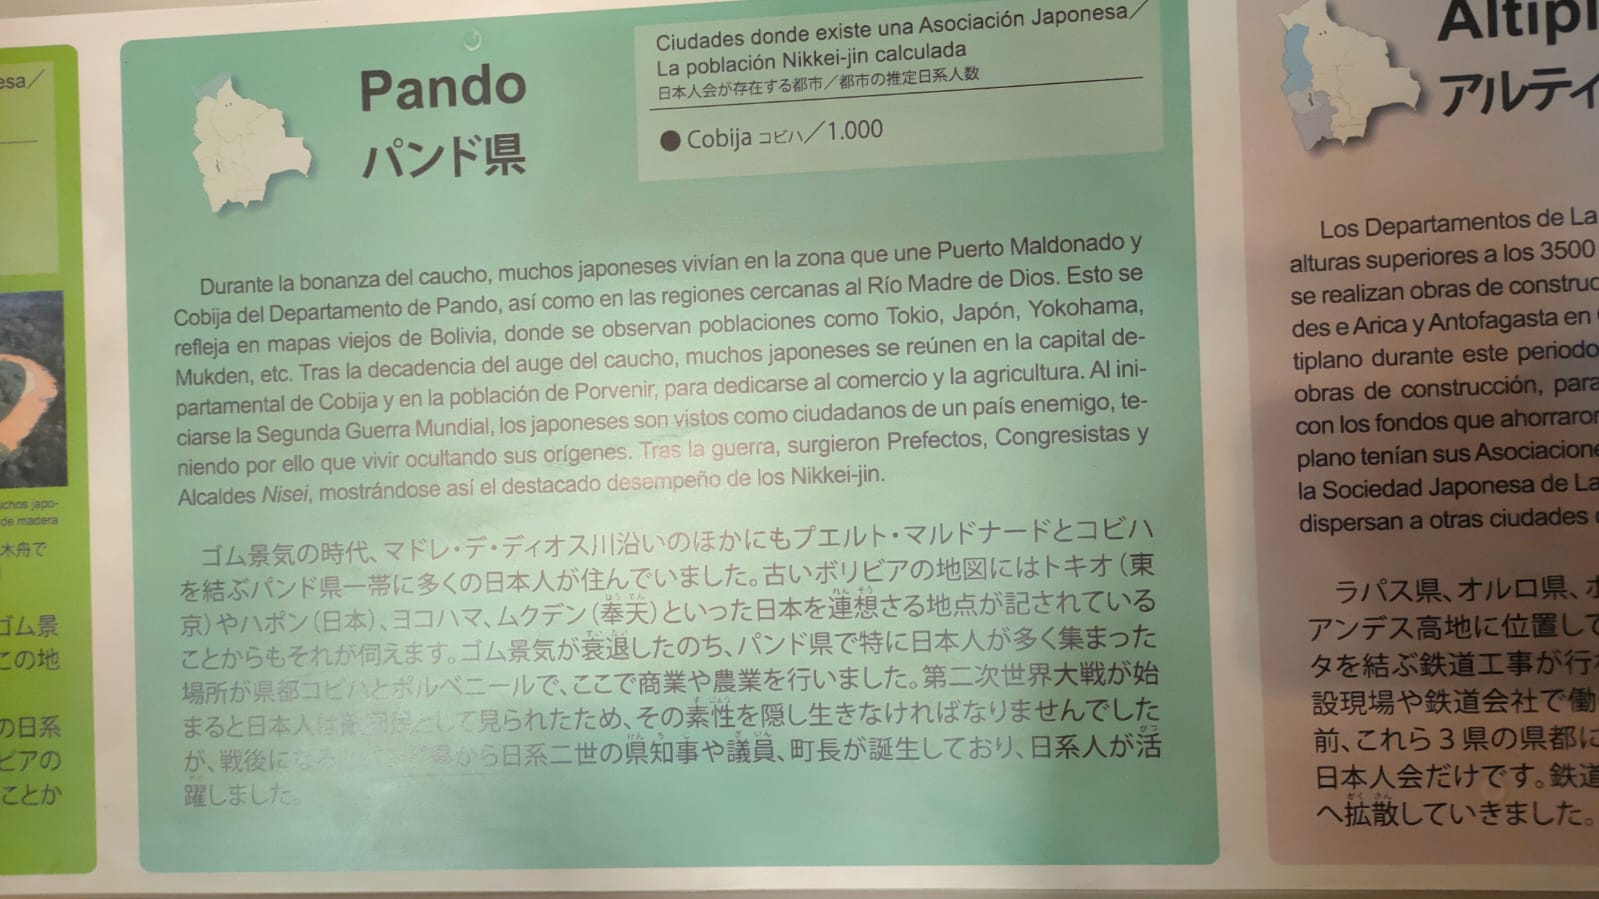 esa／
Pando
パンド県
Ciudades donde existe una Asociación Japonesa／
La población Nikkei-jin calculada
日本人会が存在する都市／都市の推定日系人数
● Cobija コビハ／1.000
Durante la bonanza del caucho, muchos japoneses vivían en la zona que une Puerto Maldonado y
Cobija del Departamento de Pando, así como en las regiones cercanas al Río Madre de Dios. Esto se
refleja en mapas viejos de Bolivia, donde se observan poblaciones como Tokio, Japón, Yokohama,
Mukden, etc. Tras la decadencia del auge del caucho, muchos japoneses se reúnen en la capital de-
partamental de Cobija y en la población de Porvenir, para dedicarse al comercio y la agricultura. Al ini-
ciarse la Segunda Guerra Mundial, los japoneses son vistos como ciudadanos de un país enemigo, te-
niendo por ello que vivir ocultando sus orígenes. Tras la guerra, surgieron Prefectos, Congresistas y
Alcaldes Nisei, mostrándose así el destacado desempeño de los Nikkei-jin.
ゴム景気の時代、マドレ・デ・ディオス川沿いのほかにもプエルト・マルドナードとコビハ
を結ぶパンド県一帯に多くの日本人が住んでいました。古いボリビアの地図にはトキオ（東
京）やハポン（日本）、ヨコハマ、ムクデン（奉天）といった日本を連想さる地点が記されている
ことからもそれが伺えます。ゴム景気が衰退したのち、パンド県で特に日本人が多く集まった
場所が県都コビハとポルベニールで、ここで商業や農業を行いました。第二次世界大戦が始
まると日本人は敵国民として見られたため、その素性を隠し生きなければなりませんでした
が、戦後になると 県から日系二世の県知事や議員、町長が誕生しており、日系人が活
躍しました。
uchos japo-
de madera
木舟で
ゴム景
この地
の日系
ビアの
ことか
Altipl
アルティ
Los Departamentos de La
alturas superiores a los 3500
se realizan obras de construc
des e Arica y Antofagasta en
tiplano durante este periodo
obras de construcción, para
con los fondos que ahorraron
plano tenían sus Asociacione
la Sociedad Japonesa de La
dispersan a otras ciudades
ラパス県、オルロ県、ポ
アンデス高地に位置して
タを結ぶ鉄道工事が行わ
設現場や鉄道会社で働
前、これら３県の県都に
日本人会だけです。鉄道
へ拡散していきました。